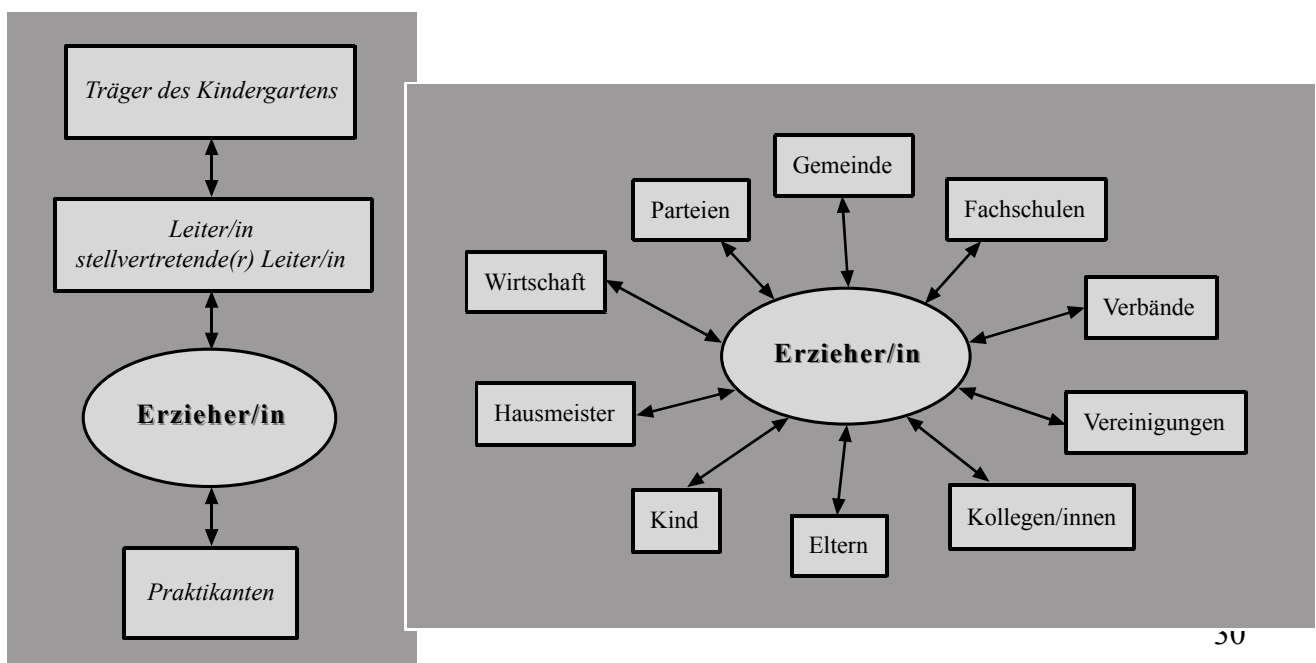 Träger des Kindergartens
Leiter/in
stellvertretende(r) Leiter/in
Erzieher/in
Praktikanten
Gemeinde
Parteien
Fachschulen
Wirtschaft
Verbände
Erzieher/in
Hausmeister
Vereinigungen
Kind
Eltern
Kollegen/innen